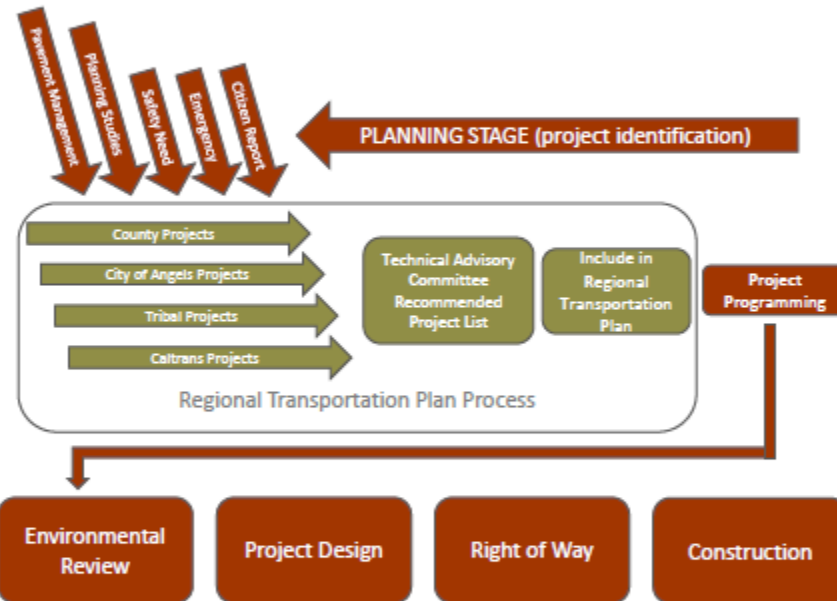 Pavement Management
Planning Studies
Safety Need
Emergency
Citizen Report
PLANNING STAGE (project identification)
County Projects
City of Angels Projects
Tribal Projects
Caltrans Projects
Technical Advisory
Committee
Recommended
Project List
Include in
Regional
Transportation
Plan
Project
Programming
Regional Transportation Plan Process
Environmental
Review
Project Design
Right of Way
Construction